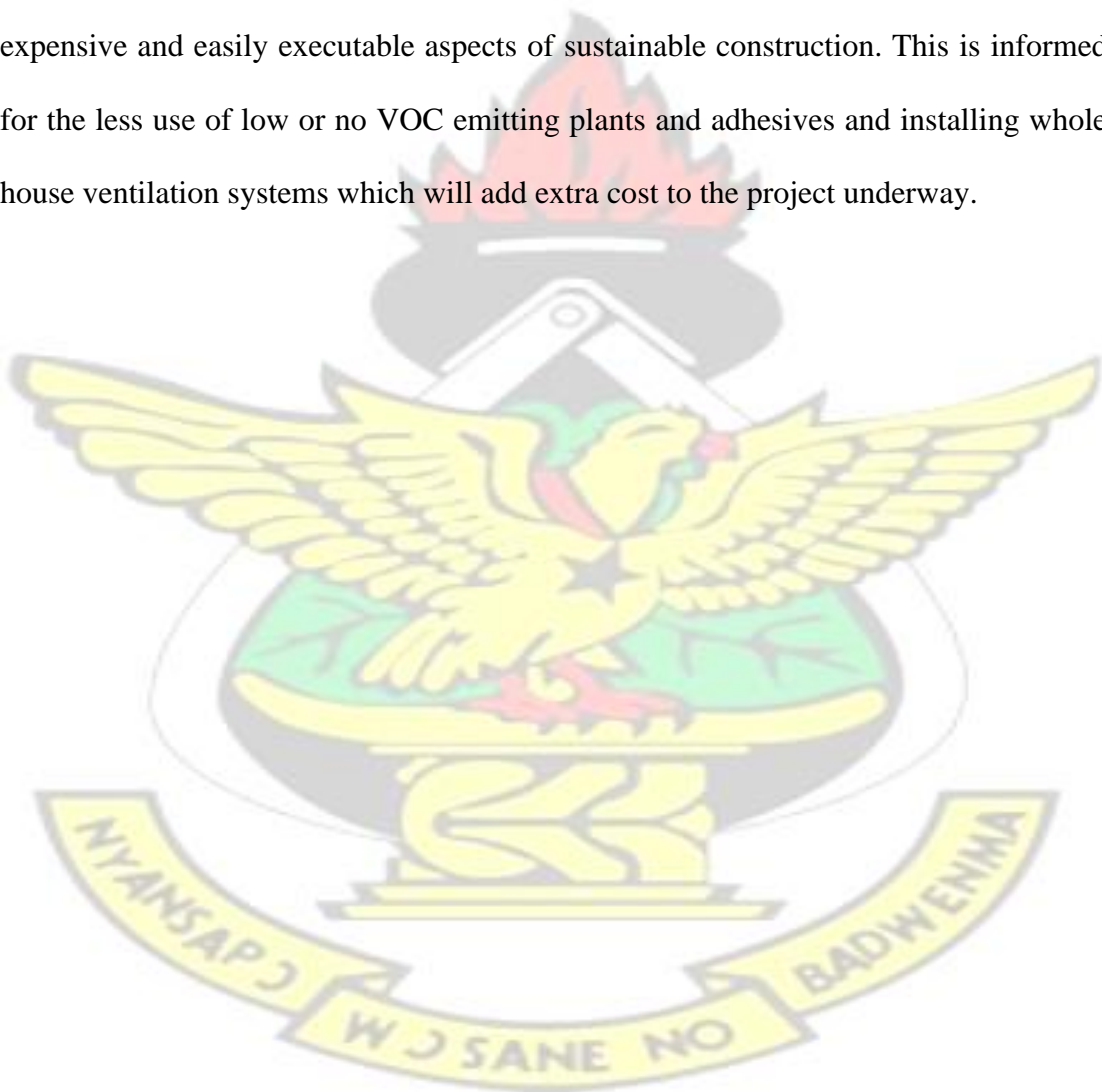 expensive and easily executable aspects of sustainable construction. This is informed
for the less use of low or no VOC emitting plants and adhesives and installing whole
house ventilation systems which will add extra cost to the project underway.
NYANSAPƆ
WƆ SANE NO
BADWENMA